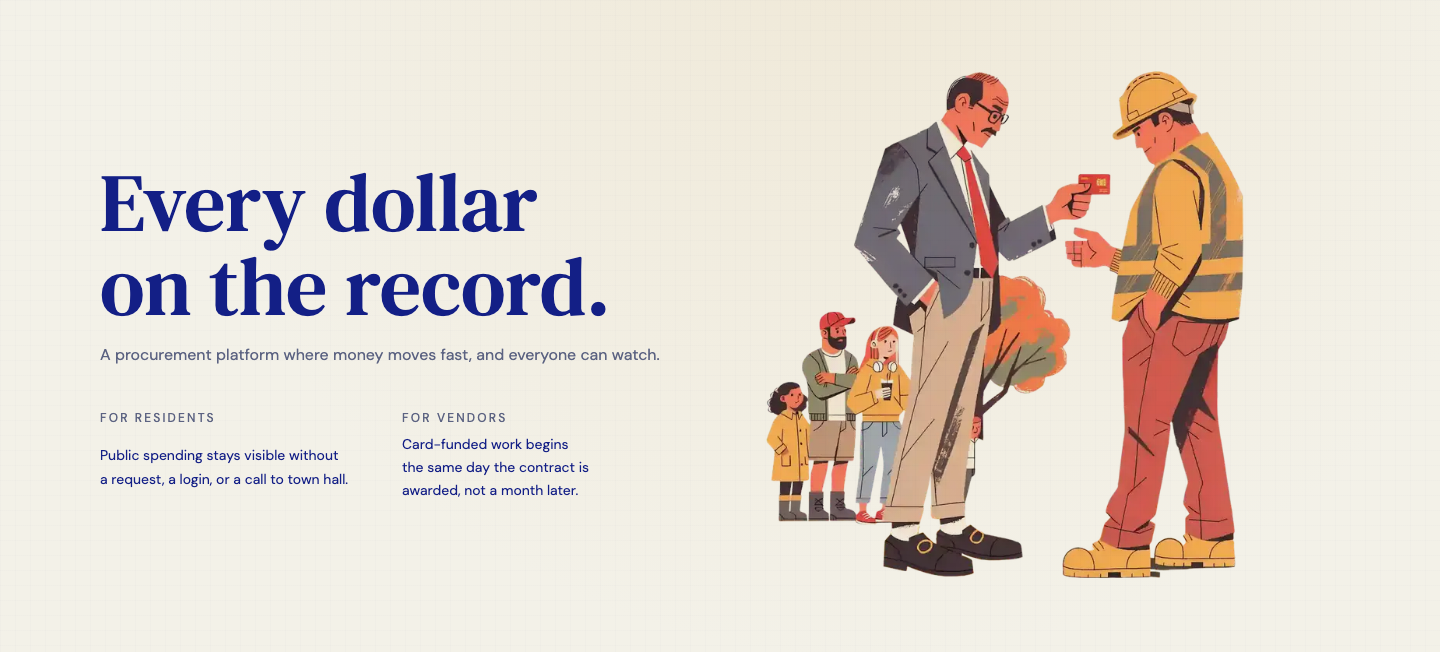 Every dollar
on the record.
A procurement platform where money moves fast, and everyone can watch.
FOR RESIDENTS
Public spending stays visible without
a request, a login, or a call to town hall.
FOR VENDORS
Card-funded work begins
the same day the contract is
awarded, not a month later.